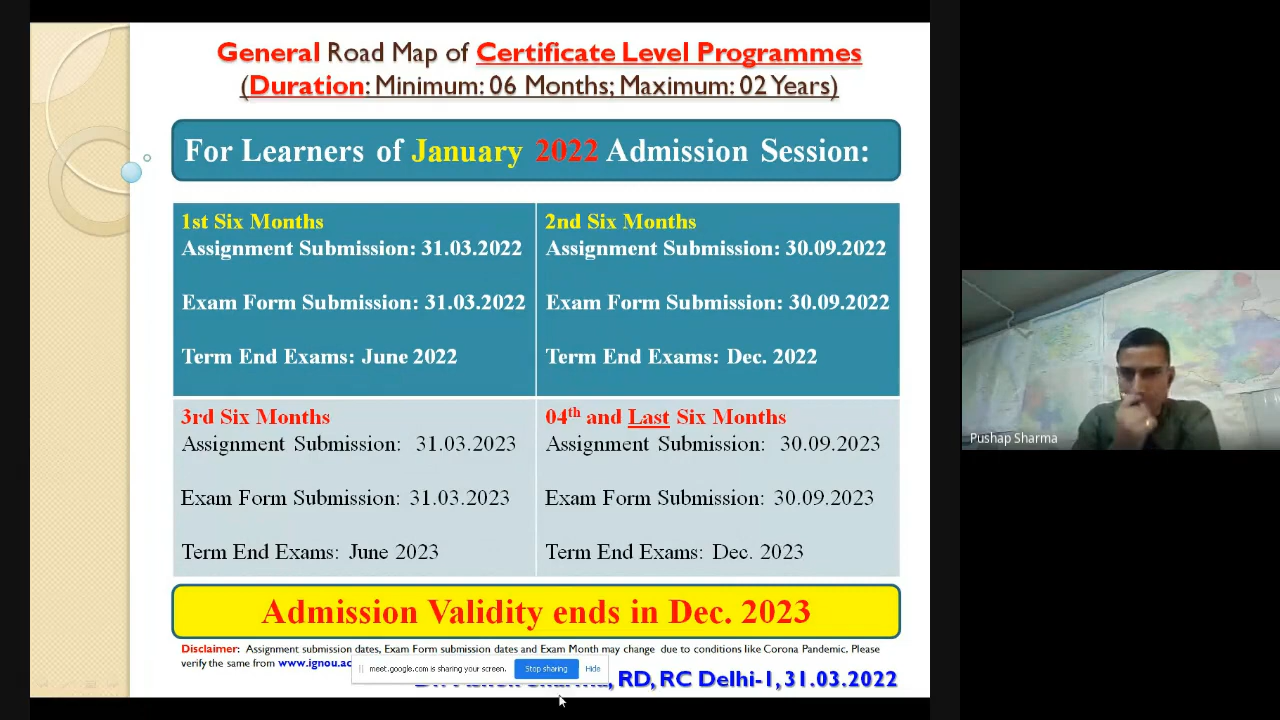 General Road Map of Certificate Level Programmes
(Duration: Minimum: 06 Months; Maximum: 02 Years)
For Learners of January 2022 Admission Session:
1st Six Months
Assignment Submission: 31.03.2022
Exam Form Submission: 31.03.2022
Term End Exams: June 2022
2nd Six Months
Assignment Submission: 30.09.2022
Exam Form Submission: 30.09.2022
Term End Exams: Dec. 2022
3rd Six Months
Assignment Submission: 31.03.2023
Exam Form Submission: 31.03.2023
Term End Exams: June 2023
04th and Last Six Months
Assignment Submission: 30.09.2023
Exam Form Submission: 30.09.2023
Term End Exams: Dec. 2023
Admission Validity ends in Dec. 2023
Disclaimer: Assignment submission dates, Exam Form submission dates and Exam Month may change due to conditions like Corona Pandemic. Please
verify the same from www.ignou.ac
meet.google.com is sharing your screen. Stop sharing Hide
RD, RC Delhi-1, 31.03.2022
Pushap Sharma